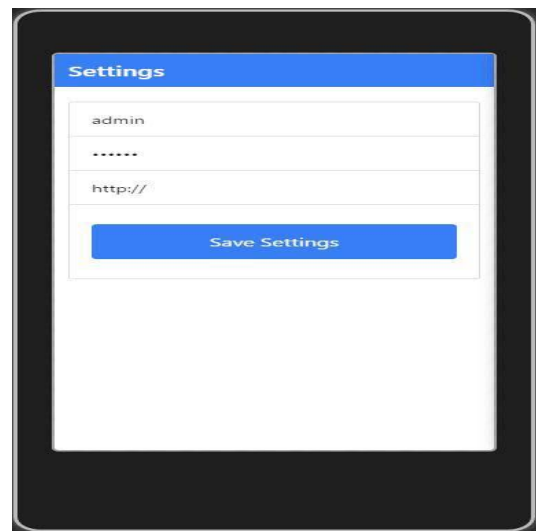 Settings
admin
••••••
http://
Save Settings